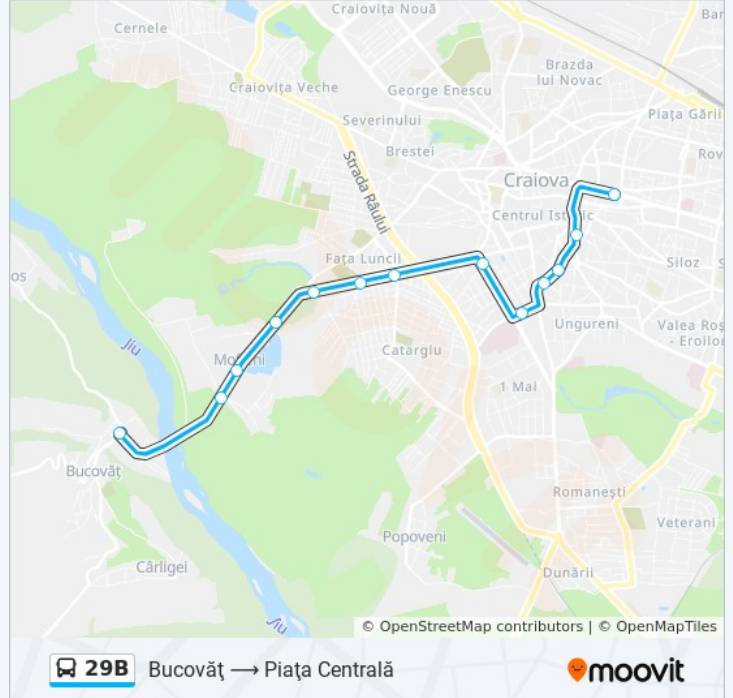 Craiovița Nouă
Bar
Cernele
Brazda
lui Novac
Craiovița Veche
George Enescu
Piața Gării
Severinului
Brestei
Rov
Strada Râului
Craiova
Centrul Istoric
Fața Luncii
Siloz
S
os
Jiu
Ungureni
Valea Roș
- Eroilor
Catargiu
1 Mai
Bucovăț
Romanești
Veterani
Popoveni
Cârligei
Dunării
Jiu
© OpenStreetMap contributors | © OpenMapTiles
29B Bucovăţ ⟶ Piaţa Centrală moovit